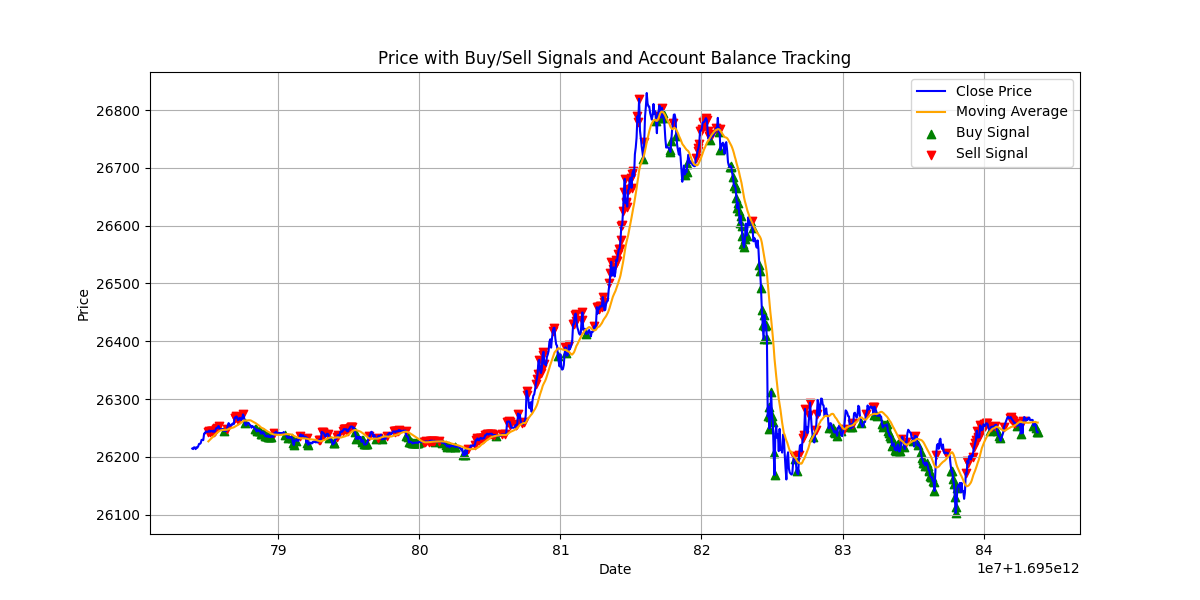 Price with Buy/Sell Signals and Account Balance Tracking
Close Price
Moving Average
Buy Signal
Sell Signal
Price
26800
26700
26600
26500
26400
26300
26200
26100
79 80 81 82 83 84
Date
1e7+1.695e12